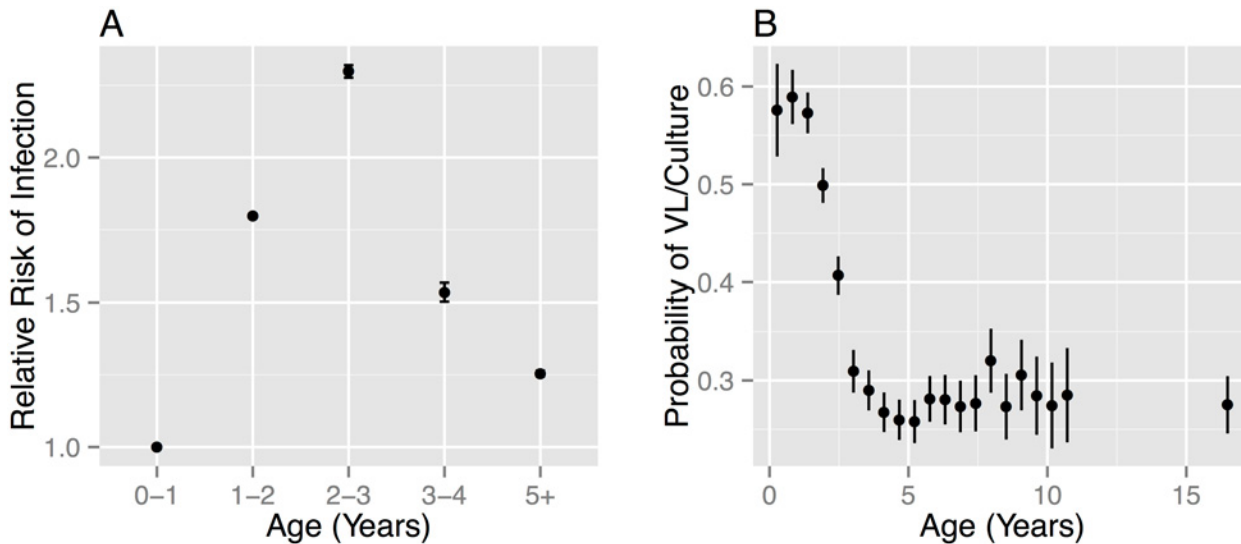 A
Relative Risk of Infection
2.0
1.5
1.0
0–1 1–2 2–3 3–4 5+
Age (Years)
B
Probability of VL/Culture
0.6
0.5
0.4
0.3
0 5 10 15
Age (Years)